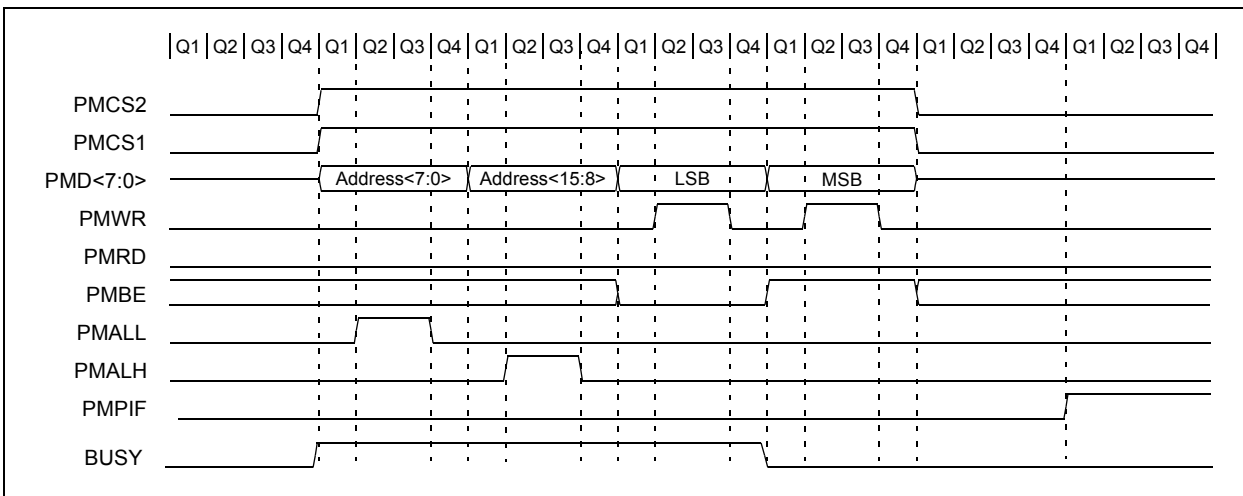 Q1 Q2 Q3 Q4 Q1 Q2 Q3 Q4 Q1 Q2 Q3 Q4 Q1 Q2 Q3 Q4 Q1 Q2 Q3 Q4 Q1 Q2 Q3 Q4 Q1 Q2 Q3 Q4
PMCS2
PMCS1
PMD<7:0> Address<7:0> Address<15:8> LSB MSB
PMWR
PMRD
PMBE
PMALL
PMALH
PMPIF
BUSY